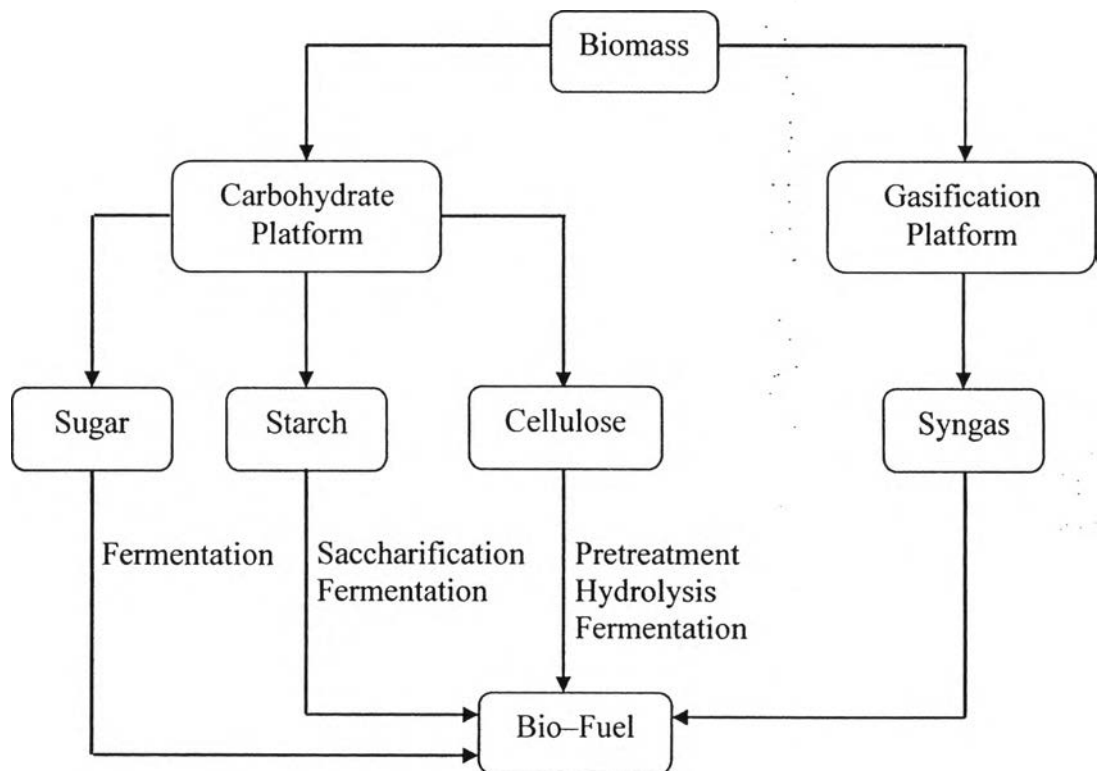 Biomass
Carbohydrate
Platform
Gasification
Platform
Sugar
Starch
Cellulose
Syngas
Fermentation
Saccharification
Fermentation
Pretreatment
Hydrolysis
Fermentation
Bio–Fuel